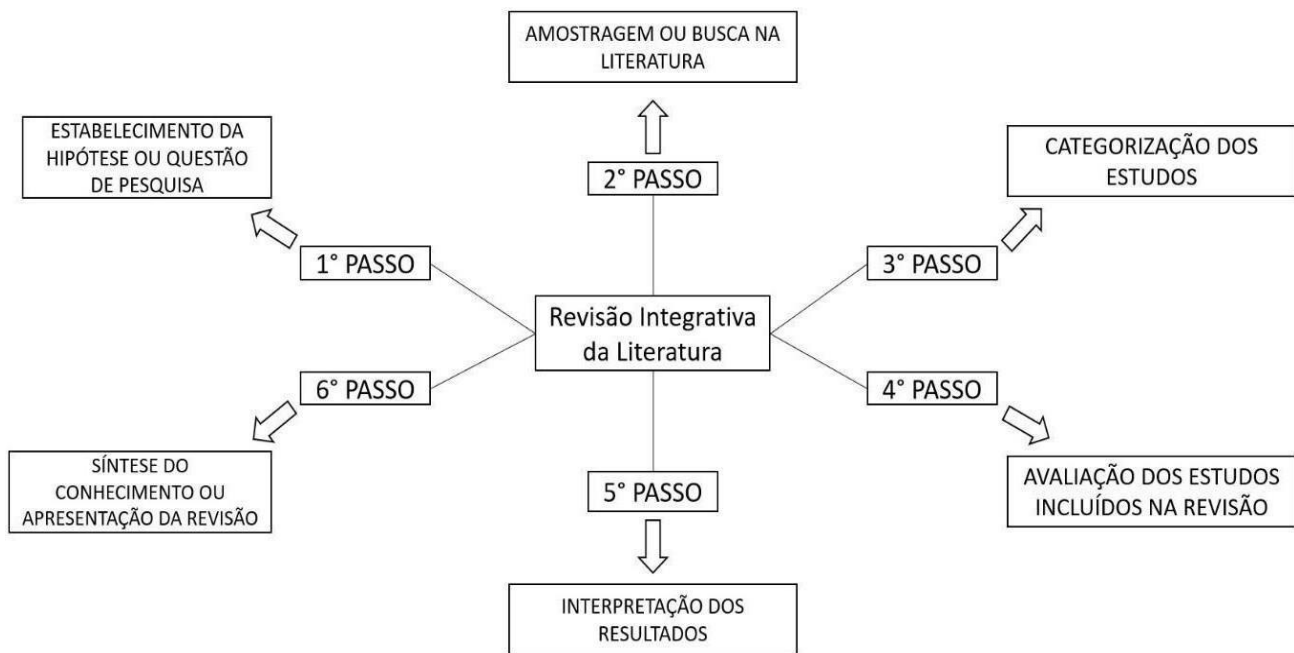 AMOSTRAGEM OU BUSCA NA
LITERATURA
ESTABELECIMENTO DA
HIPÓTESE OU QUESTÃO
DE PESQUISA
CATEGORIZAÇÃO DOS
ESTUDOS
2° PASSO
1° PASSO
3° PASSO
Revisão Integrativa
da Literatura
6° PASSO
4° PASSO
SÍNTESE DO
CONHECIMENTO OU
APRESENTAÇÃO DA REVISÃO
5° PASSO
AVALIAÇÃO DOS ESTUDOS
INCLUÍDOS NA REVISÃO
INTERPRETAÇÃO DOS
RESULTADOS